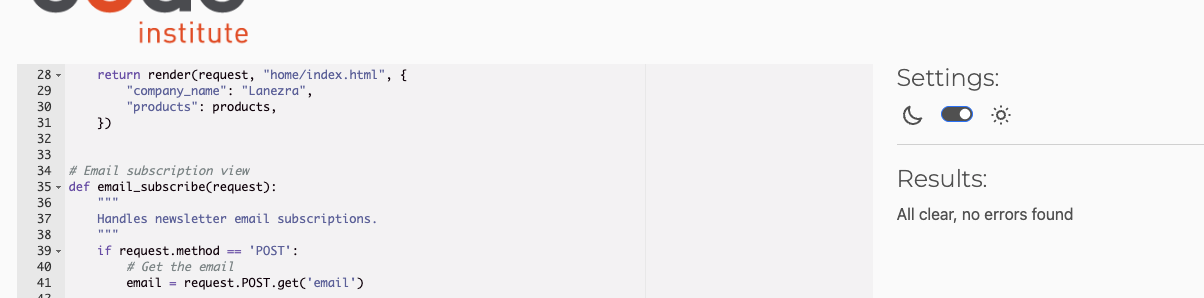 code
institute
28 return render(request, "home/index.html", {
29 "company_name": "Lanezra",
30 "products": products,
31 })
32
33
34 # Email subscription view
35 def email_subscribe(request):
36 """
37 Handles newsletter email subscriptions.
38 """
39 if request.method == 'POST':
40 # Get the email
41 email = request.POST.get('email')
Settings:
Results:
All clear, no errors found